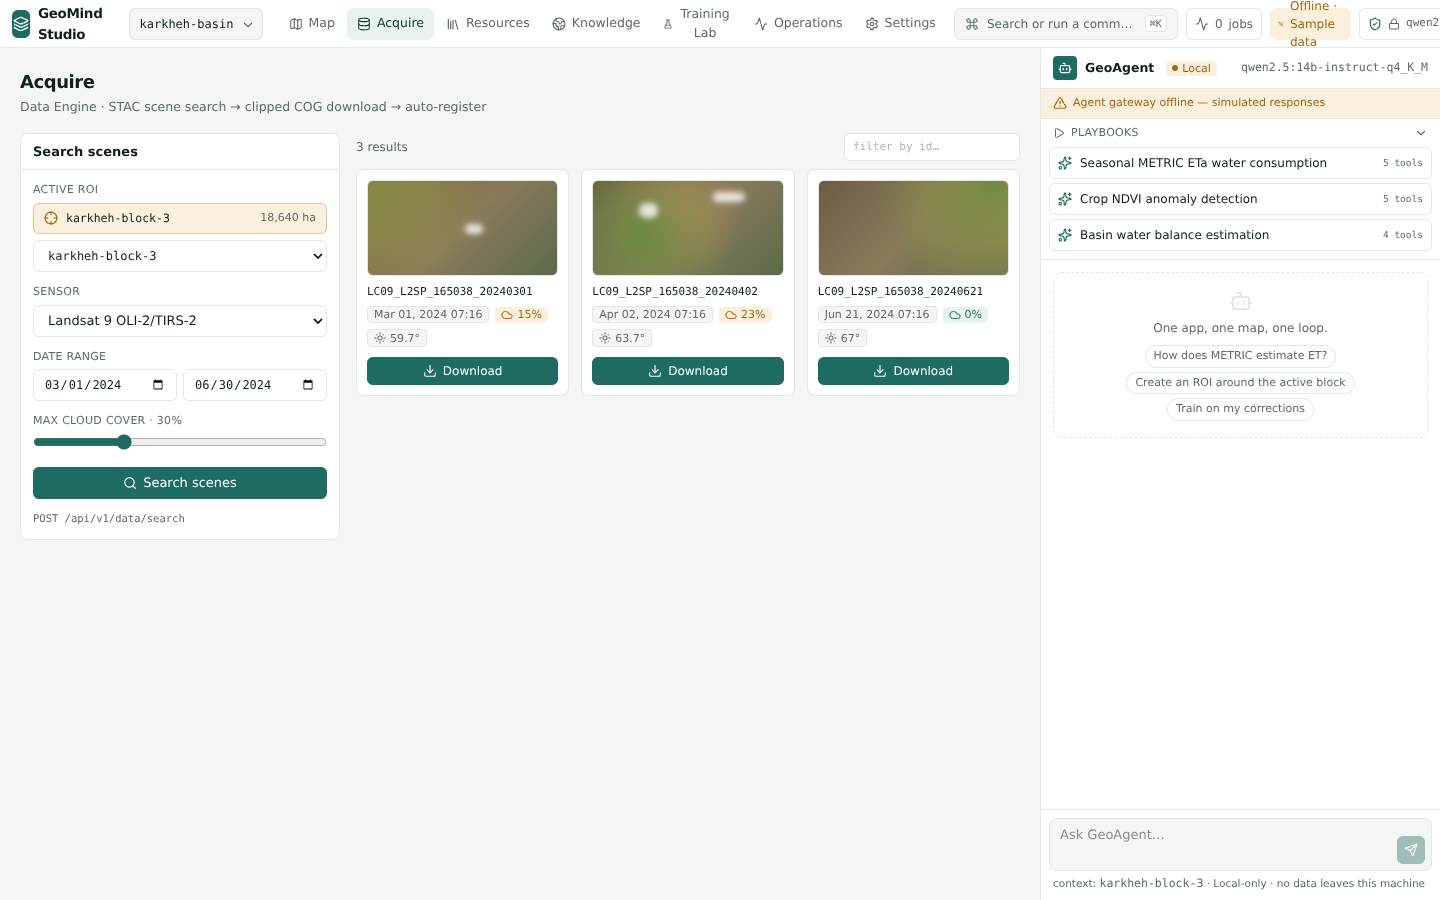 GeoMind Studio
karkheh-basin
Map
Acquire
Resources
Knowledge
Training Lab
Operations
Settings
Search or run a comm… ⌘K
0 jobs
Offline · Sample data
qwen2
Acquire
Data Engine · STAC scene search → clipped COG download → auto-register
Search scenes
ACTIVE ROI
karkheh-block-3 18,640 ha
karkheh-block-3
SENSOR
Landsat 9 OLI-2/TIRS-2
DATE RANGE
03/01/2024 06/30/2024
MAX CLOUD COVER · 30%
Search scenes
POST /api/v1/data/search
3 results
filter by id…
LC09_L2SP_165038_20240301
Mar 01, 2024 07:16 15%
59.7°
Download
LC09_L2SP_165038_20240402
Apr 02, 2024 07:16 23%
63.7°
Download
LC09_L2SP_165038_20240621
Jun 21, 2024 07:16 0%
67°
Download
GeoAgent Local qwen2.5:14b-instruct-q4_K_M
Agent gateway offline — simulated responses
PLAYBOOKS
Seasonal METRIC ETa water consumption 5 tools
Crop NDVI anomaly detection 5 tools
Basin water balance estimation 4 tools
One app, one map, one loop.
How does METRIC estimate ET?
Create an ROI around the active block
Train on my corrections
Ask GeoAgent…
context: karkheh-block-3 · Local-only · no data leaves this machine